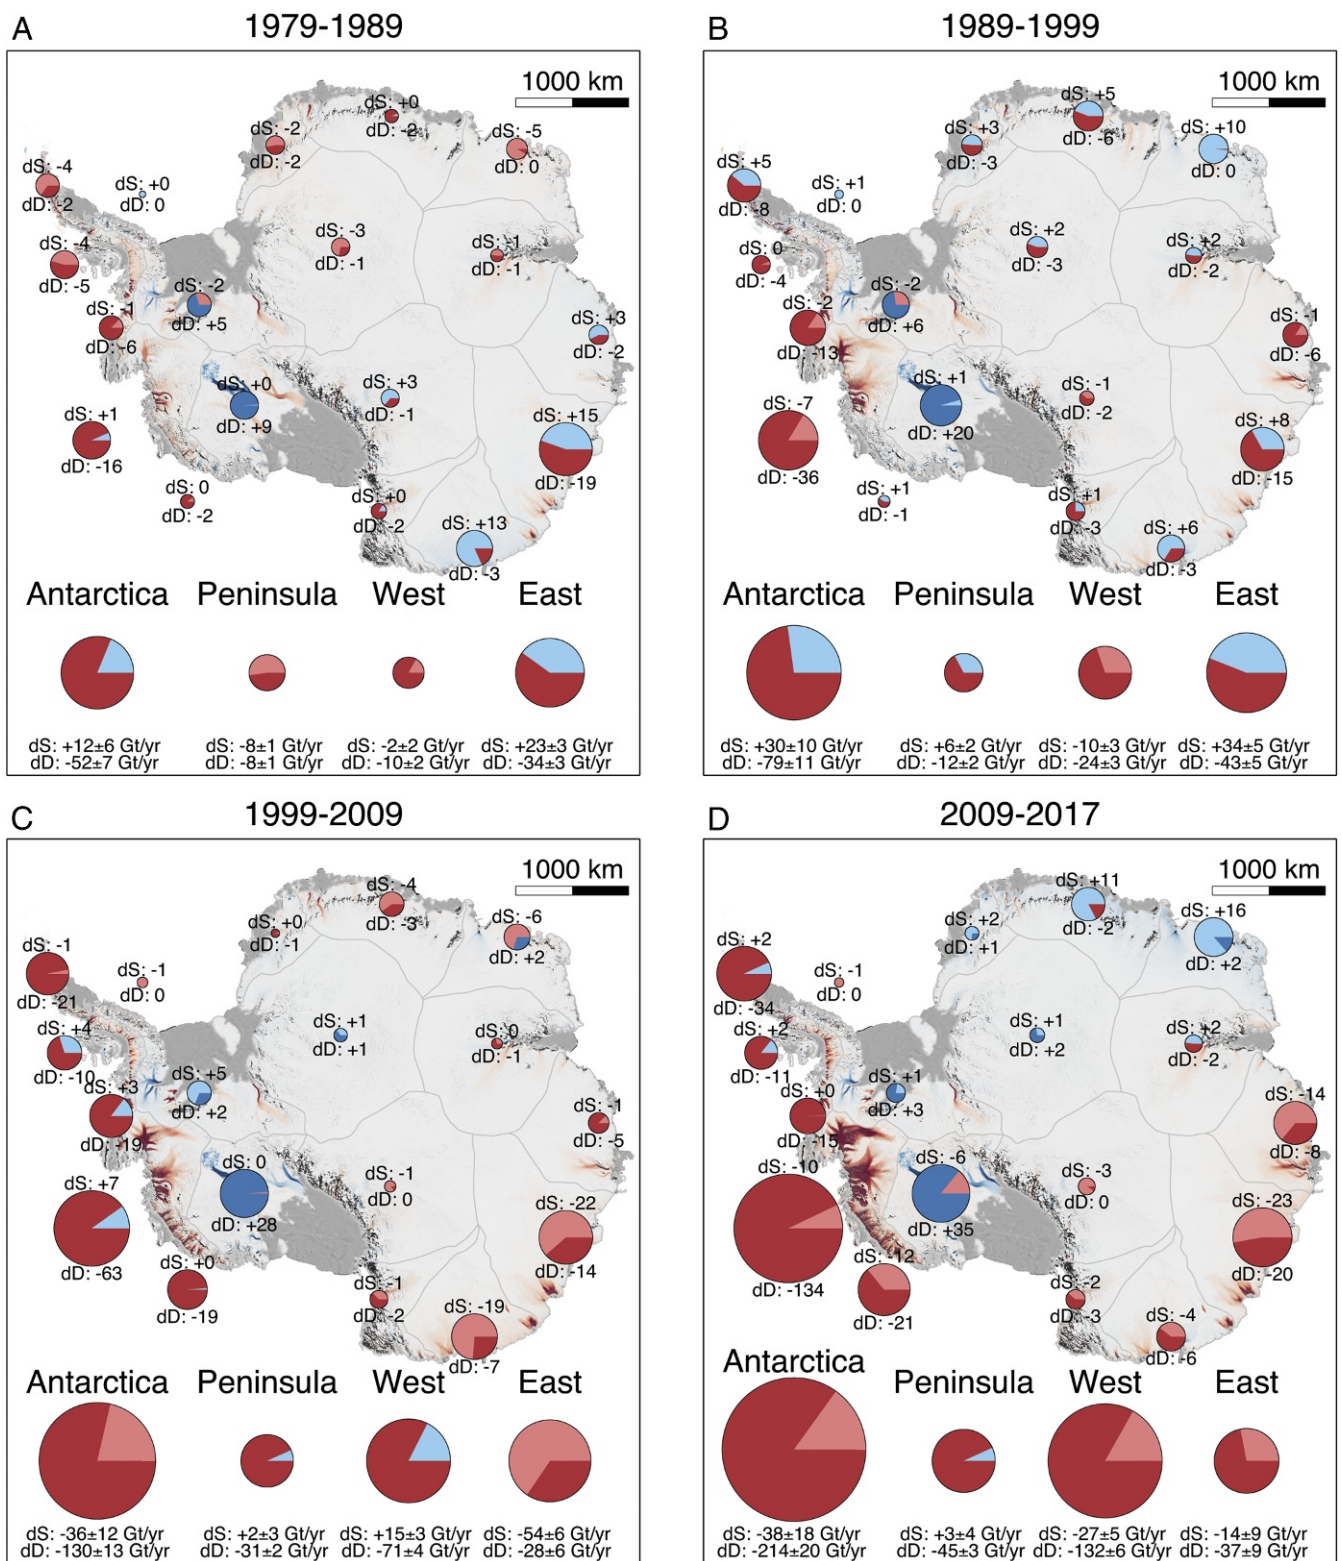 A
1979-1989
1000 km
dS: +0
dD: -2
dS: -2
dD: -2
dS: -5
dD: 0
dS: -4
dD: -2
dS: +0
dD: 0
dS: -3
dD: -1
dS: -1
dD: -1
dS: -4
dD: -5
dS: -2
dD: +5
dS: -1
dD: -6
dS: +3
dD: -2
dS: +0
dD: +9
dS: +3
dD: -1
dS: +1
dD: -16
dS: +15
dD: -19
dS: 0
dD: -2
dS: +0
dD: -2
dS: +13
dD: -3
Antarctica Peninsula West East
dS: +12±6 Gt/yr dS: -8±1 Gt/yr dS: -2±2 Gt/yr dS: +23±3 Gt/yr
dD: -52±7 Gt/yr dD: -8±1 Gt/yr dD: -10±2 Gt/yr dD: -34±3 Gt/yr
B
1989-1999
1000 km
dS: +5
dD: -6
dS: +3
dD: -3
dS: +10
dD: 0
dS: +5
dD: -8
dS: +1
dD: 0
dS: +2
dD: -3
dS: +2
dD: -2
dS: 0
dD: -4
dS: -2
dD: +6
dS: -2
dD: -13
dS: -1
dD: -6
dS: +1
dD: +20
dS: -1
dD: -2
dS: -7
dD: -36
dS: +8
dD: -15
dS: +1
dD: -1
dS: +1
dD: -3
dS: +6
dD: -3
Antarctica Peninsula West East
dS: +30±10 Gt/yr dS: +6±2 Gt/yr dS: -10±3 Gt/yr dS: +34±5 Gt/yr
dD: -79±11 Gt/yr dD: -12±2 Gt/yr dD: -24±3 Gt/yr dD: -43±5 Gt/yr
C
1999-2009
1000 km
dS: -4
dD: -3
dS: +0
dD: -1
dS: -6
dD: +2
dS: -1
dD: -21
dS: -1
dD: 0
dS: +1
dD: +1
dS: 0
dD: -1
dS: +4
dD: -10
dS: +5
dD: +2
dS: +3
dD: -19
dS: -1
dD: -5
dS: 0
dD: +28
dS: -1
dD: 0
dS: +7
dD: -63
dS: -22
dD: -14
dS: +0
dD: -19
dS: -1
dD: -2
dS: -19
dD: -7
Antarctica Peninsula West East
dS: -36±12 Gt/yr dS: +2±3 Gt/yr dS: +15±3 Gt/yr dS: -54±6 Gt/yr
dD: -130±13 Gt/yr dD: -31±2 Gt/yr dD: -71±4 Gt/yr dD: -28±6 Gt/yr
D
2009-2017
1000 km
dS: +11
dD: -2
dS: +2
dD: +1
dS: +16
dD: +2
dS: +2
dD: -34
dS: -1
dD: 0
dS: +1
dD: +2
dS: +2
dD: -2
dS: +2
dD: -11
dS: +1
dD: +3
dS: +0
dD: -15
dS: -14
dD: -8
dS: -6
dD: +35
dS: -3
dD: 0
dS: -10
dD: -134
dS: -23
dD: -20
dS: -12
dD: -21
dS: -2
dD: -3
dS: -4
dD: -6
Antarctica Peninsula West East
dS: -38±18 Gt/yr dS: +3±4 Gt/yr dS: -27±5 Gt/yr dS: -14±9 Gt/yr
dD: -214±20 Gt/yr dD: -45±3 Gt/yr dD: -132±6 Gt/yr dD: -37±9 Gt/yr